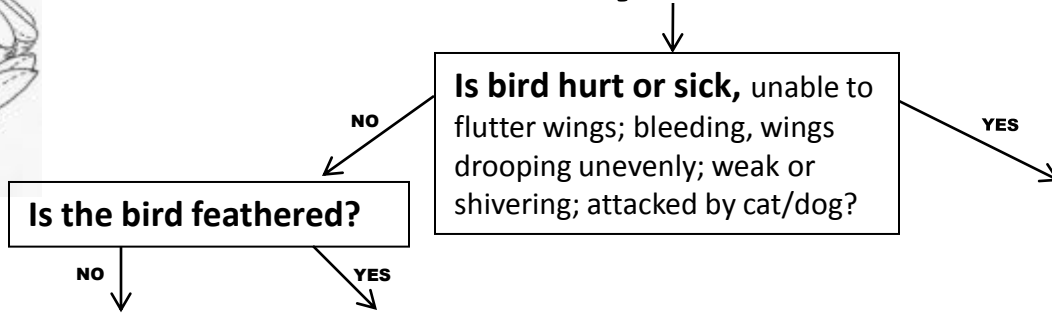 Is bird hurt or sick, unable to
flutter wings; bleeding, wings
drooping unevenly; weak or
shivering; attacked by cat/dog?
NO
YES
Is the bird feathered?
NO
YES